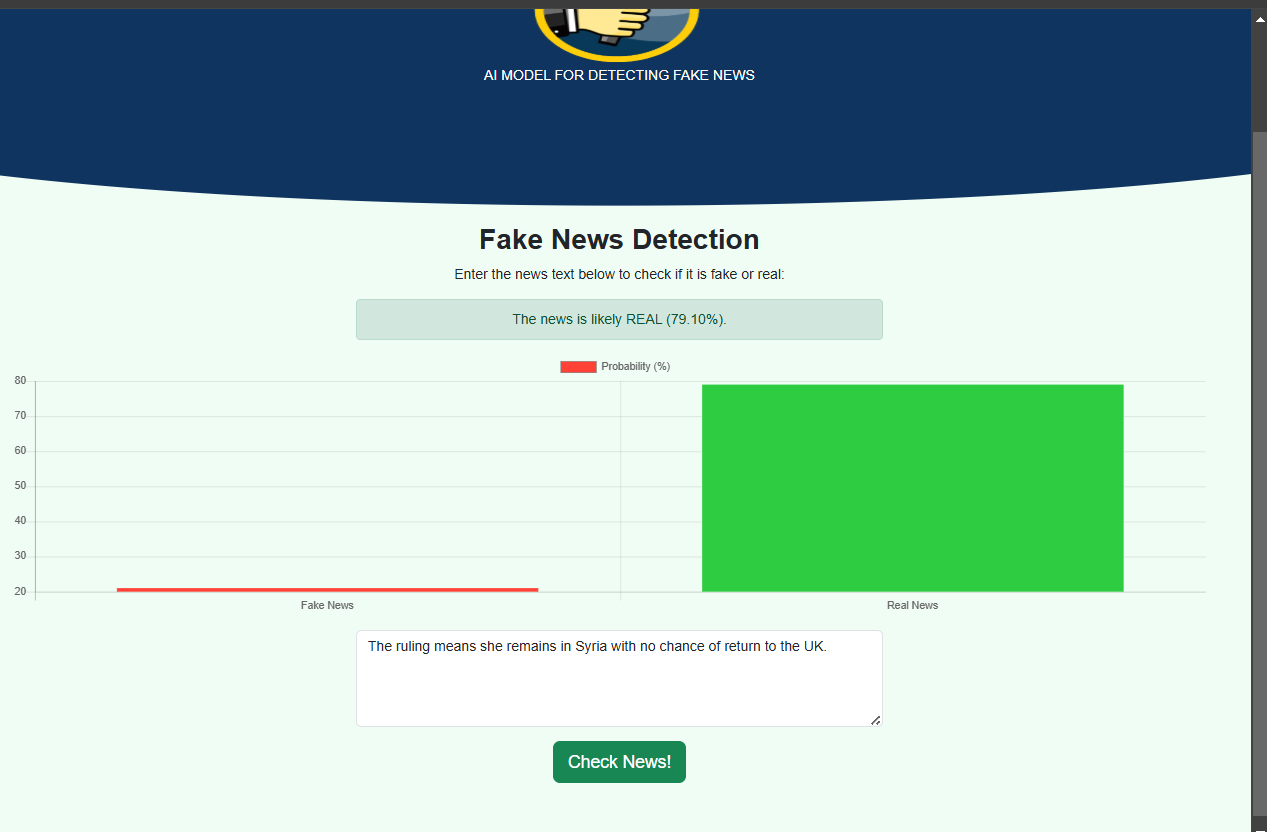 AI MODEL FOR DETECTING FAKE NEWS
Fake News Detection
Enter the news text below to check if it is fake or real:
The news is likely REAL (79.10%).
Probability (%)
80
70
60
50
40
30
20
Fake News
Real News
The ruling means she remains in Syria with no chance of return to the UK.
Check News!